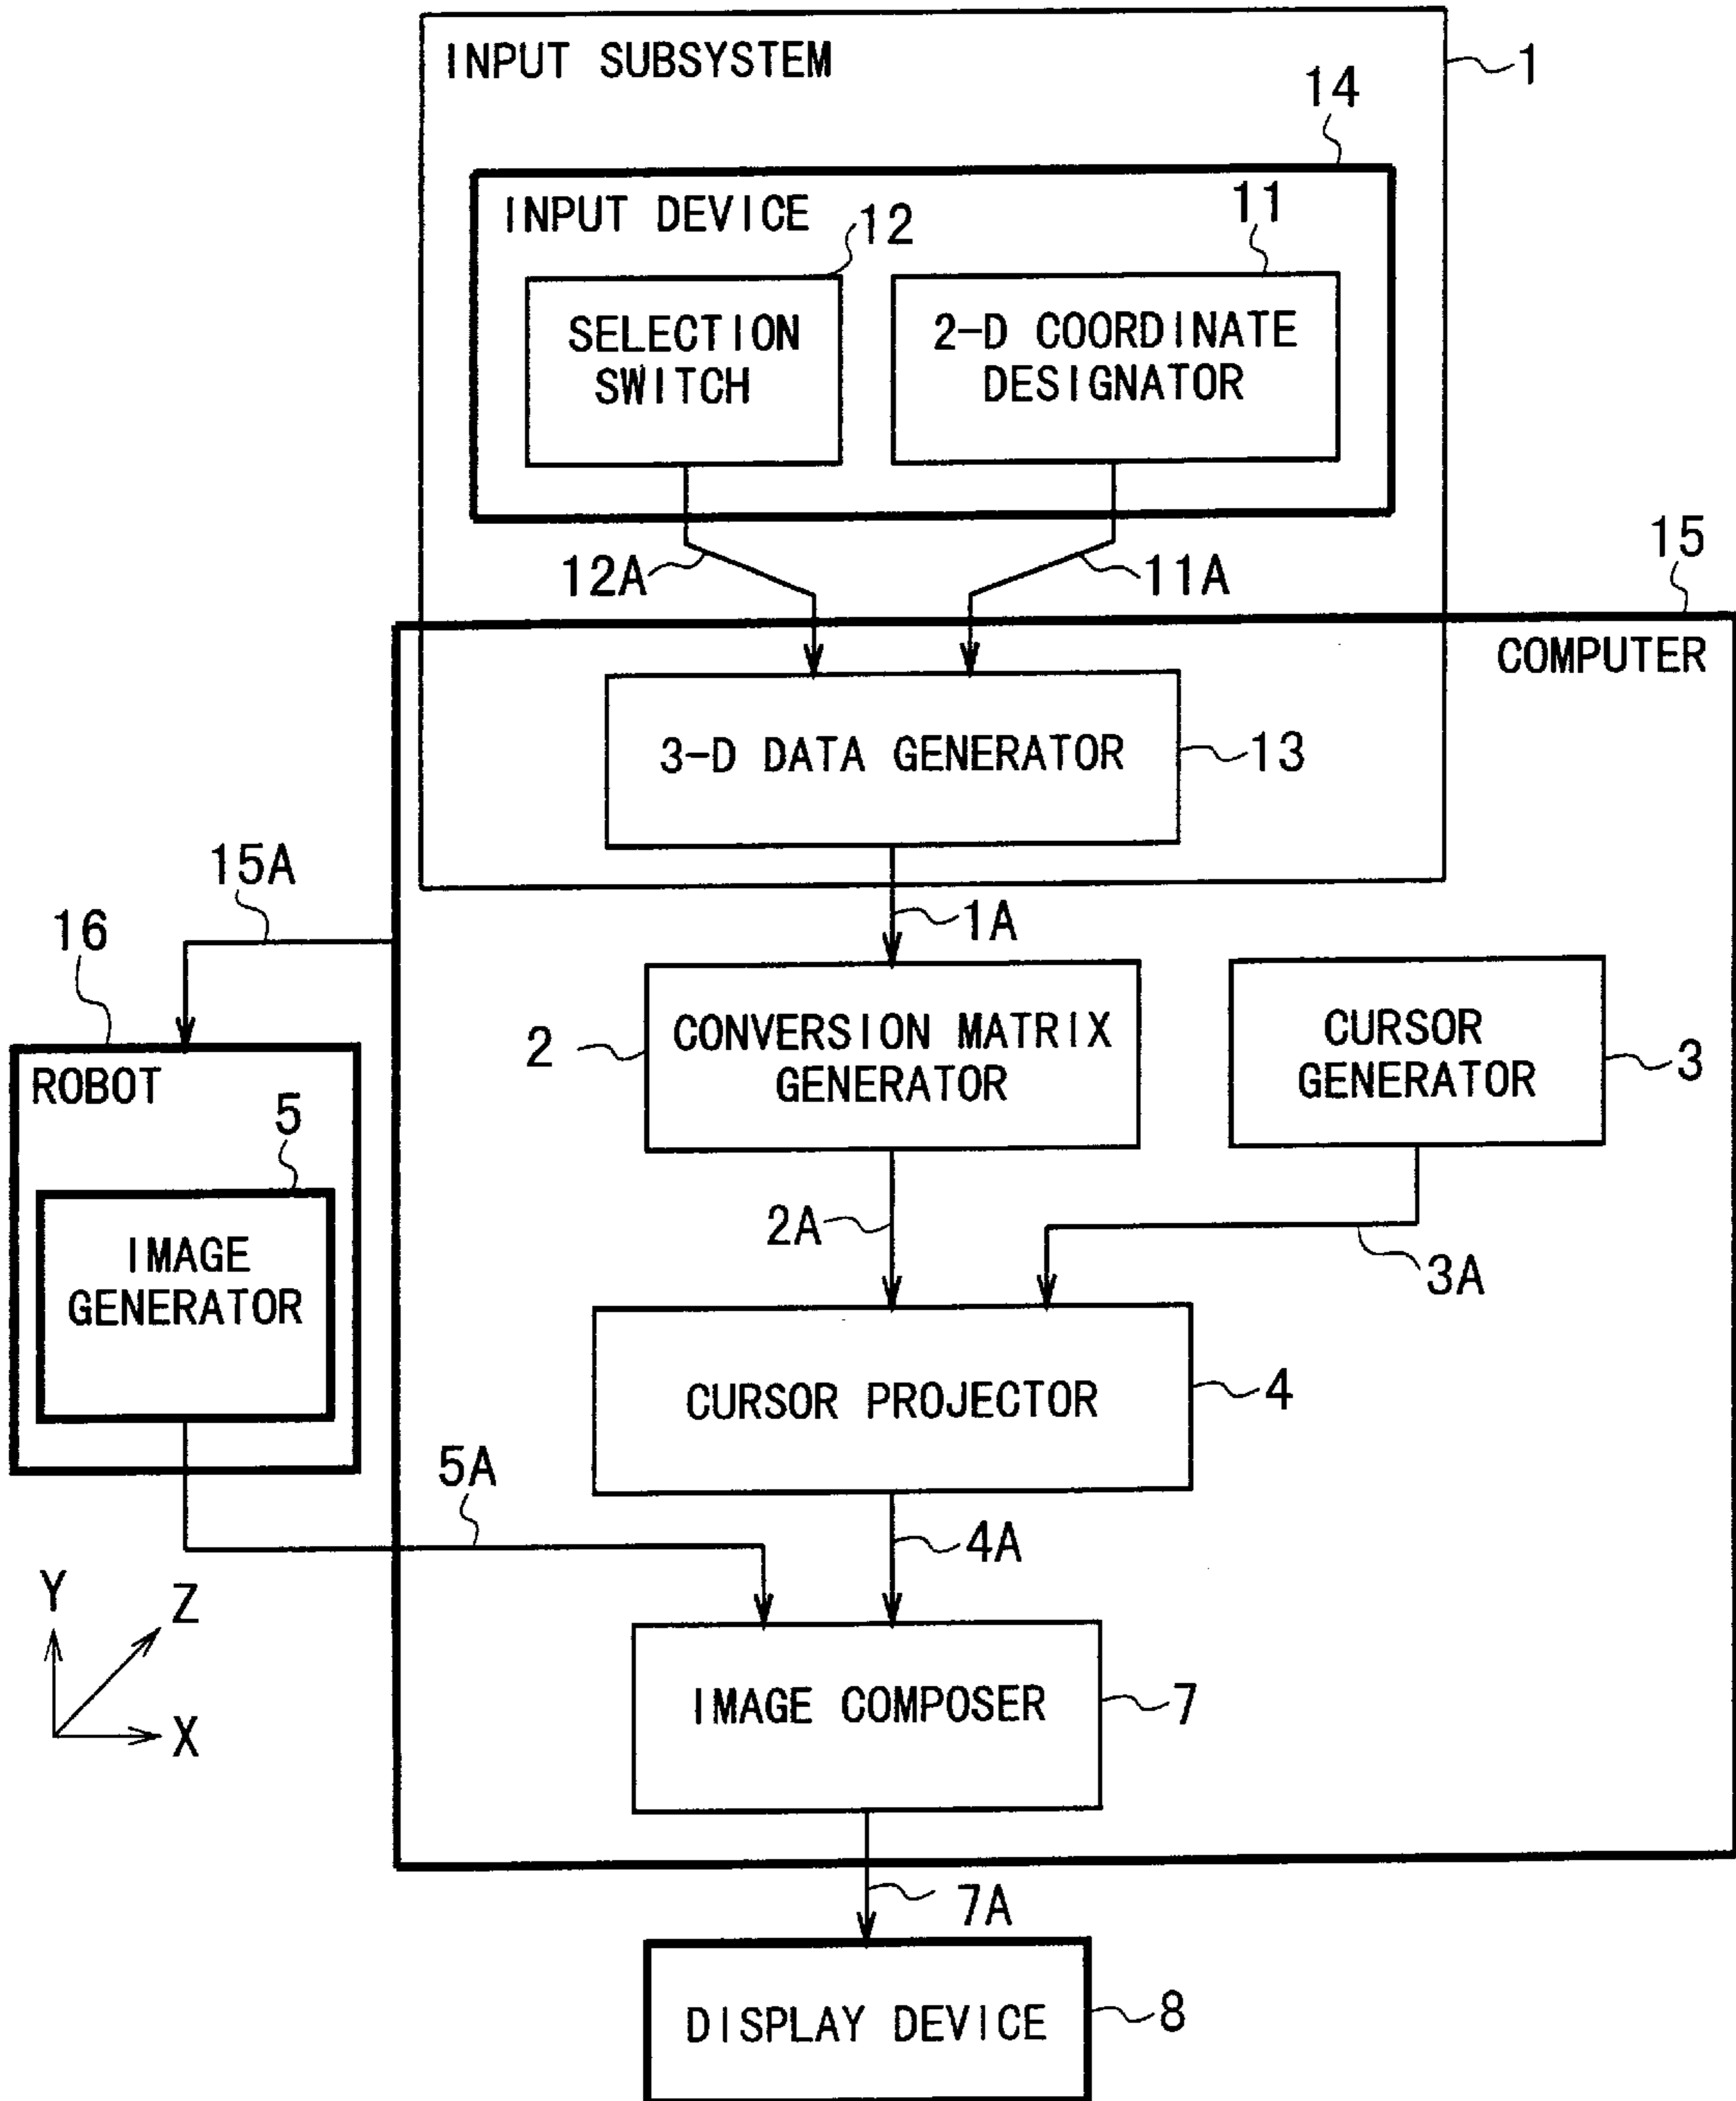 INPUT SUBSYSTEM
1
14
INPUT DEVICE
12
11
SELECTION
SWITCH
2-D COORDINATE
DESIGNATOR
12A
11A
15
COMPUTER
3-D DATA GENERATOR
13
15A
1A
16
ROBOT
2
CONVERSION MATRIX
GENERATOR
CURSOR
GENERATOR
3
5
IMAGE
GENERATOR
2A
3A
CURSOR PROJECTOR
4
5A
4A
Y
Z
X
IMAGE COMPOSER
7
7A
DISPLAY DEVICE
8